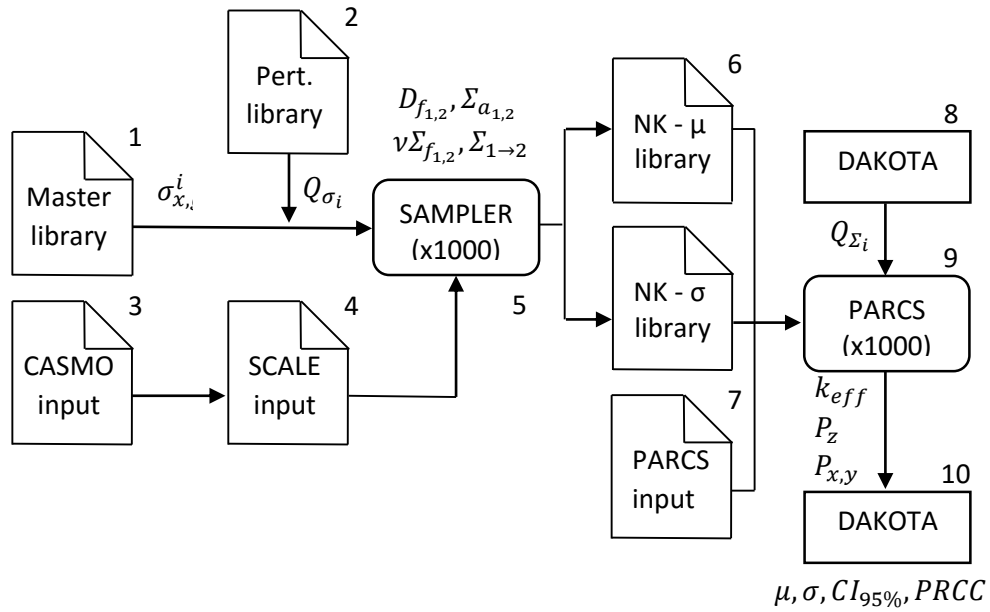 1
Master
library
σ^i_{x,
2
Pert.
library
Q_{σ_i}
3
CASMO
input
4
SCALE
input
D_{f_{1,2}}, Σ_{a_{1,2}}
νΣ_{f_{1,2}}, Σ_{1→2}
SAMPLER
(x1000)
5
6
NK - μ
library
NK - σ
library
7
PARCS
input
8
DAKOTA
Q_{Σ_i}
9
PARCS
(x1000)
k_{eff}
P_z
P_{x,y}
10
DAKOTA
μ, σ, CI_{95%}, PRCC